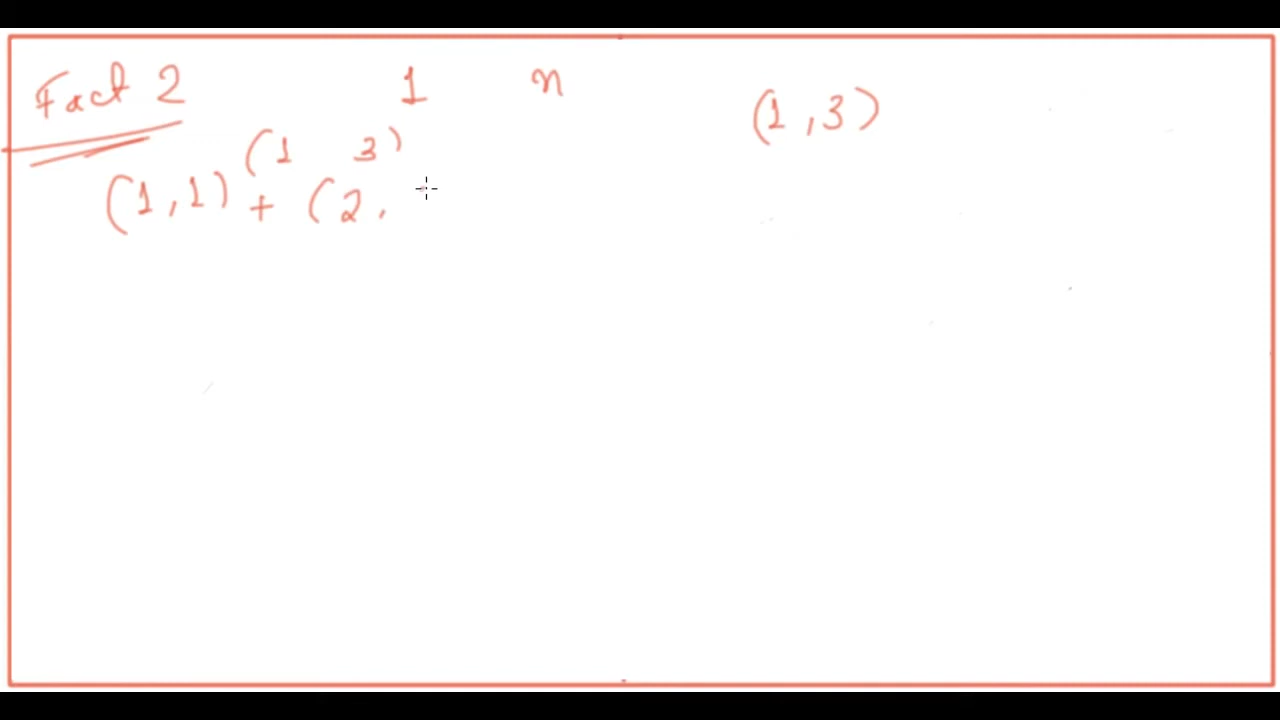 Fact 2 1 n (1,3)
(1 3)
(1,1) + (2,